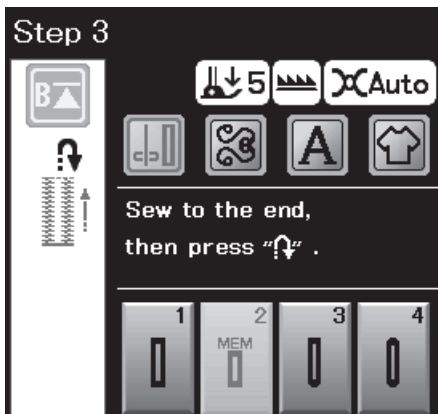 Step 3
B
5 Auto
A
Sew to the end,
then press “ ” .
1 2 3 4
MEM